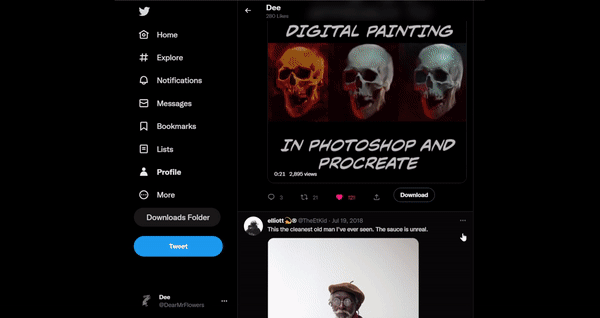 Home
Explore
Notifications
Messages
Bookmarks
Lists
Profile
More
Downloads Folder
Tweet
Dee
@DearMrFlowers
Dee
280 Likes
DIGITAL PAINTING
IN PHOTOSHOP AND
PROCREATE
0:21 2,895 views
3
21
121
Download
elliott @TheEtKid · Jul 19, 2018
This the cleanest old man I've ever seen. The sauce is unreal.